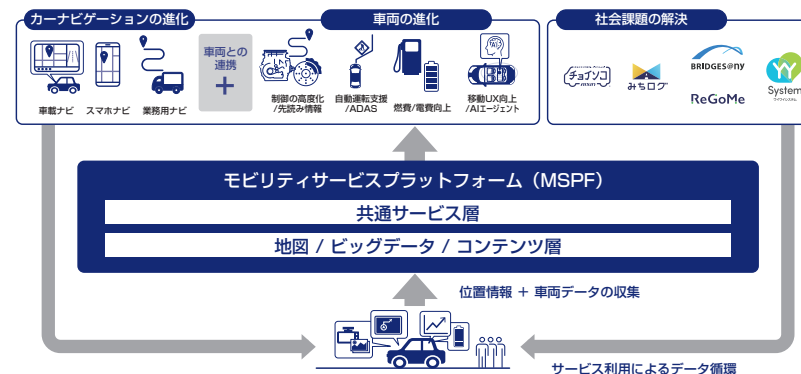 カーナビゲーションの進化
車両の進化
社会課題の解決
車載ナビ
スマホナビ
業務用ナビ
車両との
連携
+
制御の高度化
/先読み情報
自動運転支援
/ADAS
燃費/電費向上
AI
移動UX向上
/AIエージェント
チョイソコ
みちログ
BRIDGES@ny
ReGoMe
YY
System
モビリティサービスプラットフォーム（MSPF）
共通サービス層
地図 / ビッグデータ / コンテンツ層
位置情報 ＋ 車両データの収集
サービス利用によるデータ循環